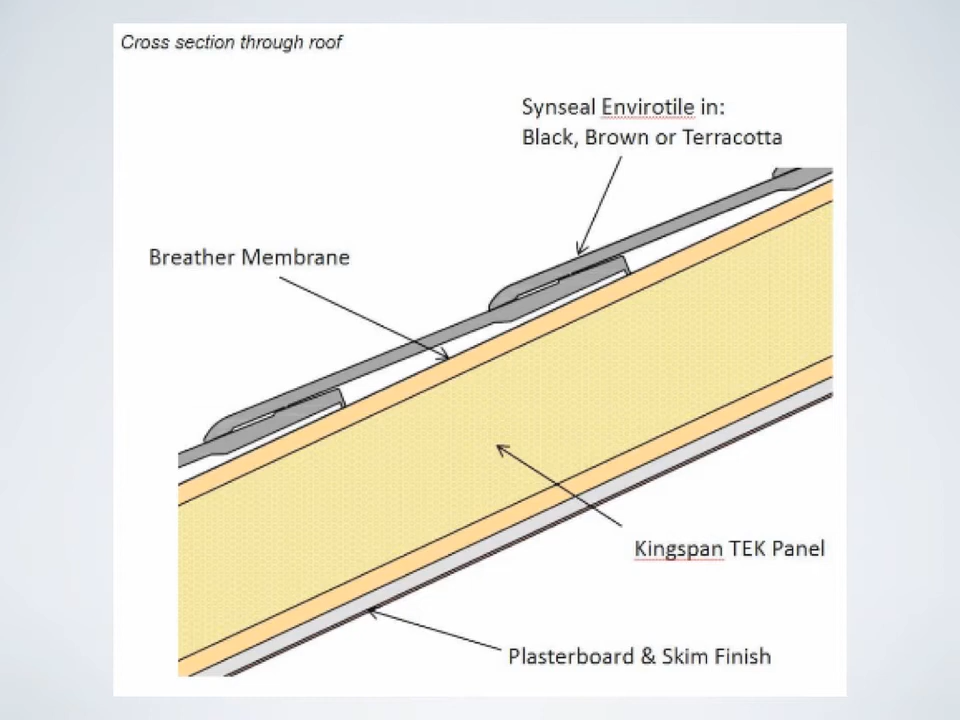 Cross section through roof
Synseal Envirotile in:
Black, Brown or Terracotta
Breather Membrane
Kingspan TEK Panel
Plasterboard & Skim Finish